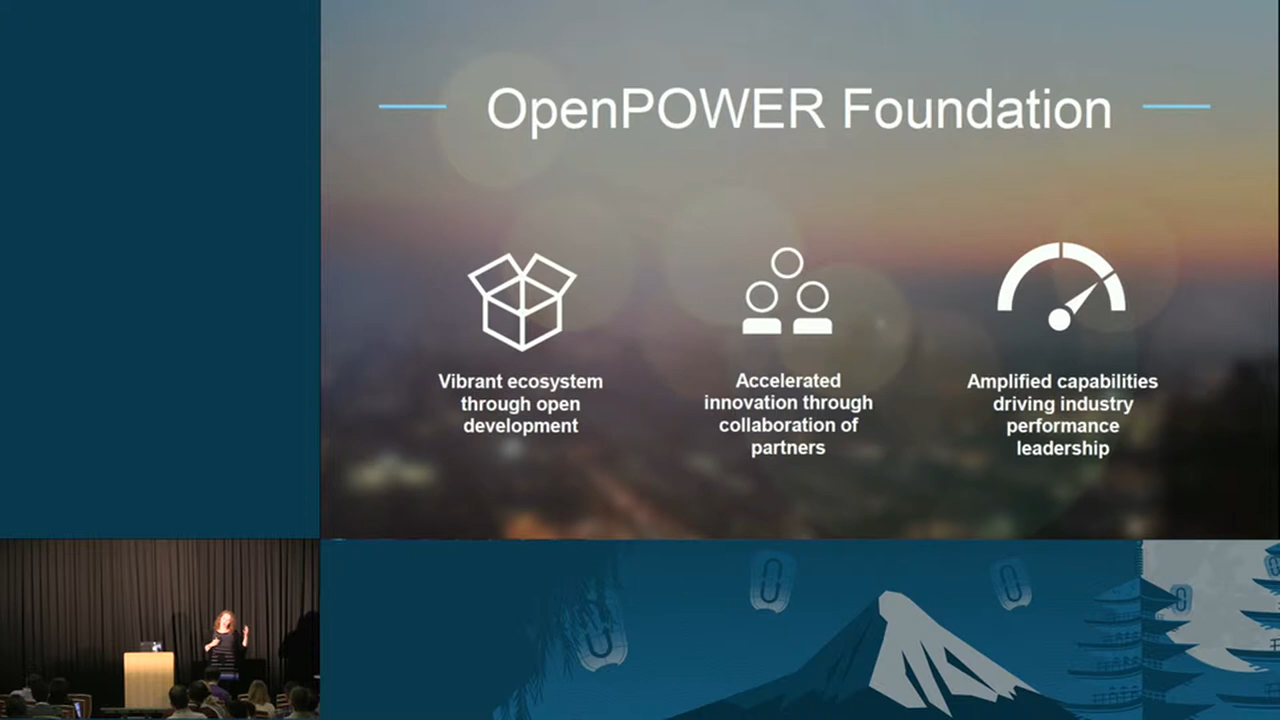 OpenPOWER Foundation
Vibrant ecosystem
through open
development
Accelerated
innovation through
collaboration of
partners
Amplified capabilities
driving industry
performance
leadership